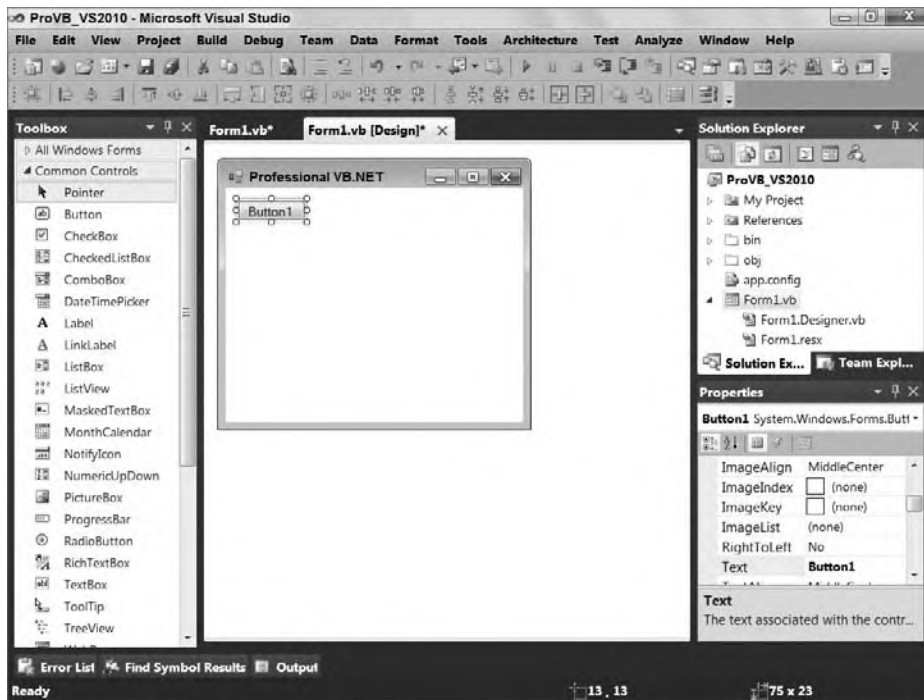 ProVB_VS2010 - Microsoft Visual Studio
File Edit View Project Build Debug Team Data Format Tools Architecture Test Analyze Window Help
Toolbox
All Windows Forms
Common Controls
Pointer
Button
CheckBox
CheckedListBox
ComboBox
DateTimePicker
Label
LinkLabel
ListBox
ListView
MaskedTextBox
MonthCalendar
NotifyIcon
NumericUpDown
PictureBox
ProgressBar
RadioButton
RichTextBox
TextBox
ToolTip
TreeView
Form1.vb* Form1.vb [Design]*
Professional VB.NET
Button1
Solution Explorer
ProVB_VS2010
My Project
References
bin
obj
app.config
Form1.vb
Form1.Designer.vb
Form1.resx
Solution Ex... Team Expl...
Properties
Button1 System.Windows.Forms.Butt
ImageAlign MiddleCenter
ImageIndex (none)
ImageKey (none)
ImageList (none)
RightToLeft No
Text Button1
Text
The text associated with the contr...
Error List Find Symbol Results Output
Ready 13 , 13 75 x 23